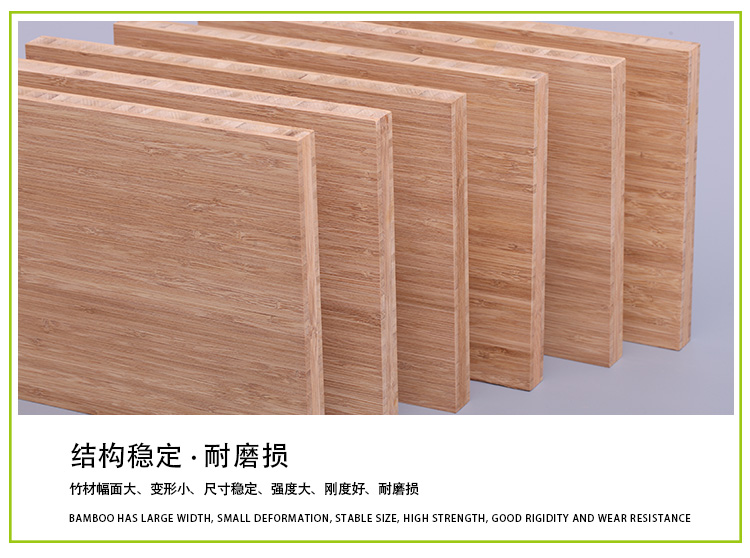 结构稳定·耐磨损
竹材幅面大、变形小、尺寸稳定、强度大、刚度好、耐磨损
BAMBOO HAS LARGE WIDTH, SMALL DEFORMATION, STABLE SIZE, HIGH STRENGTH, GOOD RIGIDITY AND WEAR RESISTANCE